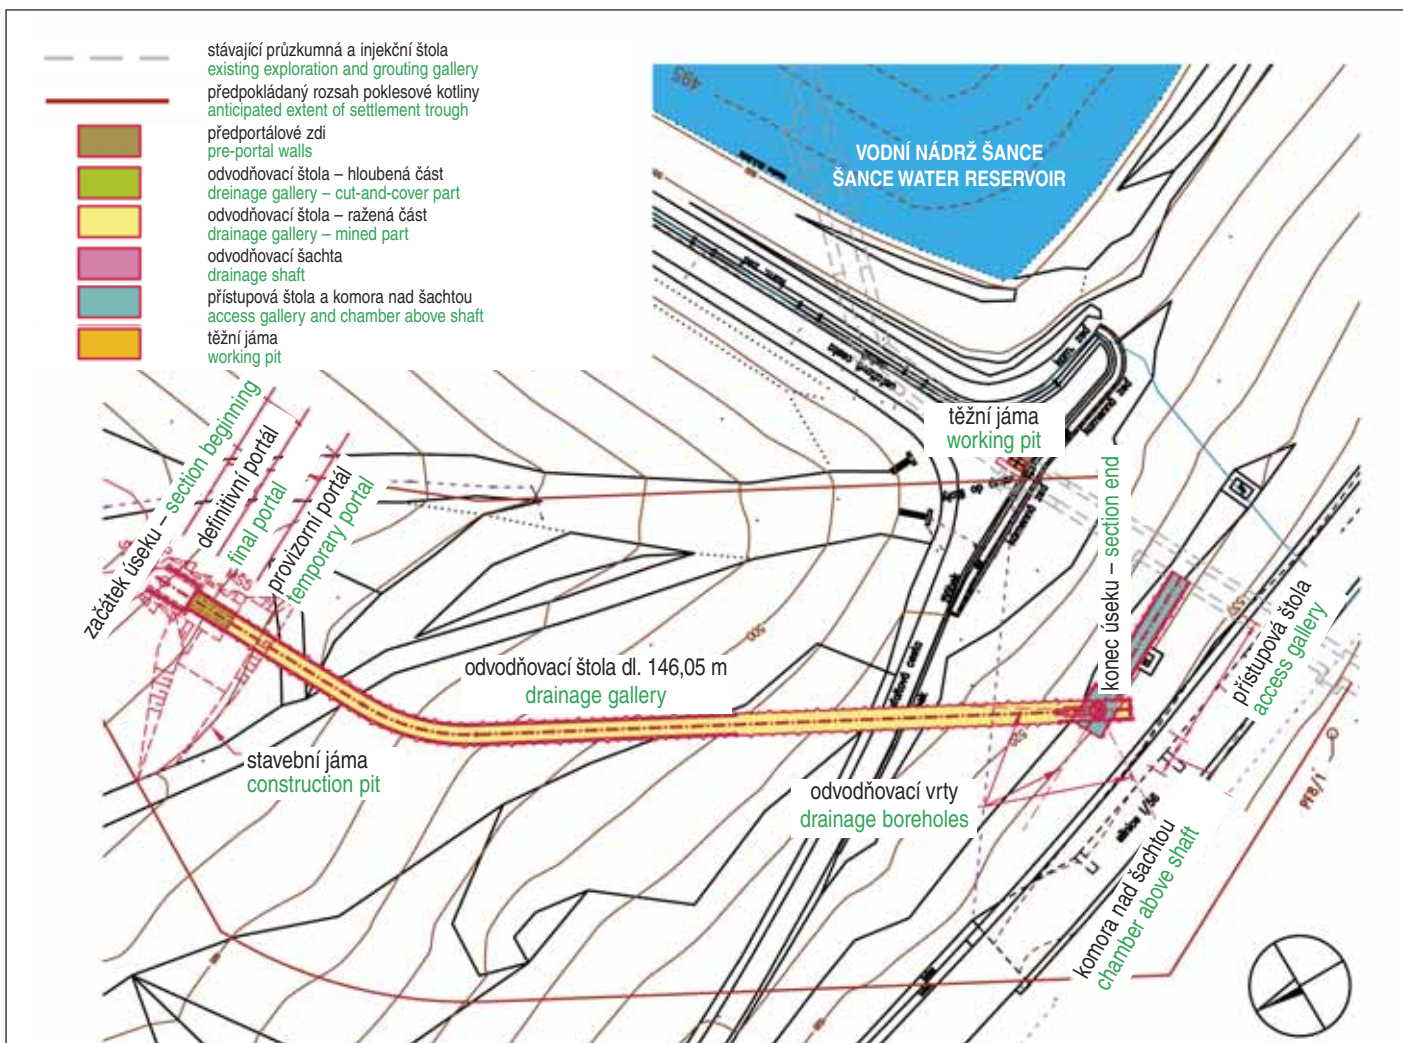 stávající průzkumná a injekční štola
existing exploration and grouting gallery
předpokládaný rozsah poklesové kotliny
anticipated extent of settlement trough
předportálové zdi
pre-portal walls
odvodňovací štola – hloubená část
dreinage gallery – cut-and-cover part
odvodňovací štola – ražená část
drainage gallery – mined part
odvodňovací šachta
drainage shaft
přístupová štola a komora nad šachtou
access gallery and chamber above shaft
těžní jáma
working pit
495
VODNÍ NÁDRŽ ŠANCE
ŠANCE WATER RESERVOIR
těžní jáma
working pit
začátek úseku – section beginning
definitivní portál
final portal
provizorní portál
temporary portal
konec úseku – section end
přístupová štola
access gallery
500
odvodňovací štola dl. 146,05 m
drainage gallery
stavební jáma
construction pit
odvodňovací vrty
drainage boreholes
komora nad šachtou
chamber above shaft
silnice I/56